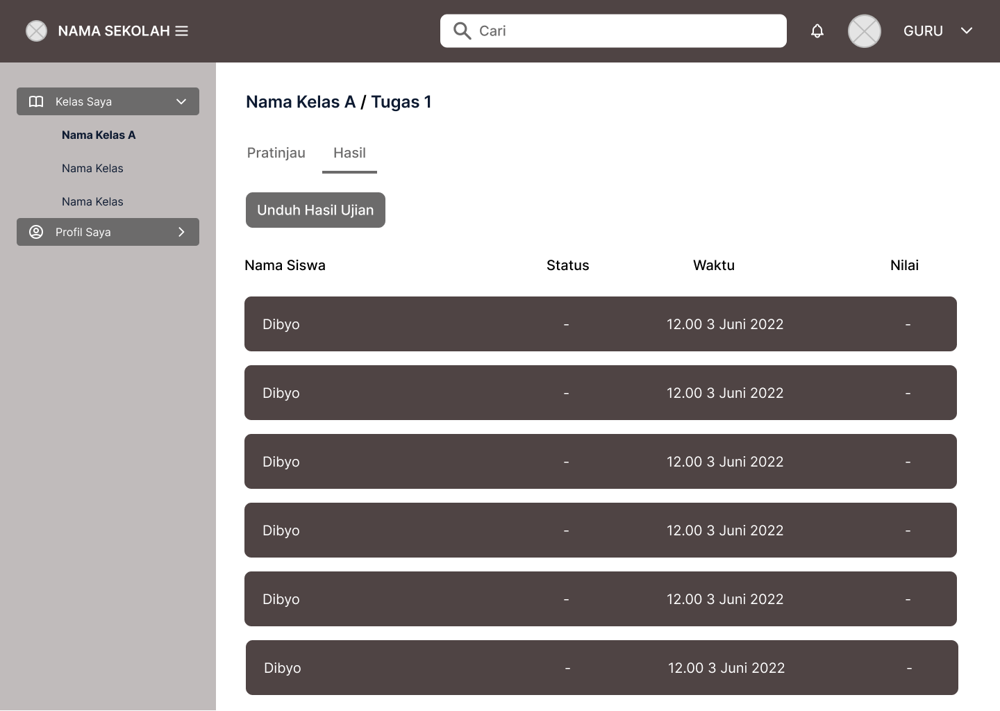 NAMA SEKOLAH
Cari
GURU
Kelas Saya
Nama Kelas A
Nama Kelas
Nama Kelas
Profil Saya
Nama Kelas A / Tugas 1
Pratinjau Hasil
Unduh Hasil Ujian
Nama Siswa Status Waktu Nilai
Dibyo - 12.00 3 Juni 2022 -
Dibyo - 12.00 3 Juni 2022 -
Dibyo - 12.00 3 Juni 2022 -
Dibyo - 12.00 3 Juni 2022 -
Dibyo - 12.00 3 Juni 2022 -
Dibyo - 12.00 3 Juni 2022 -